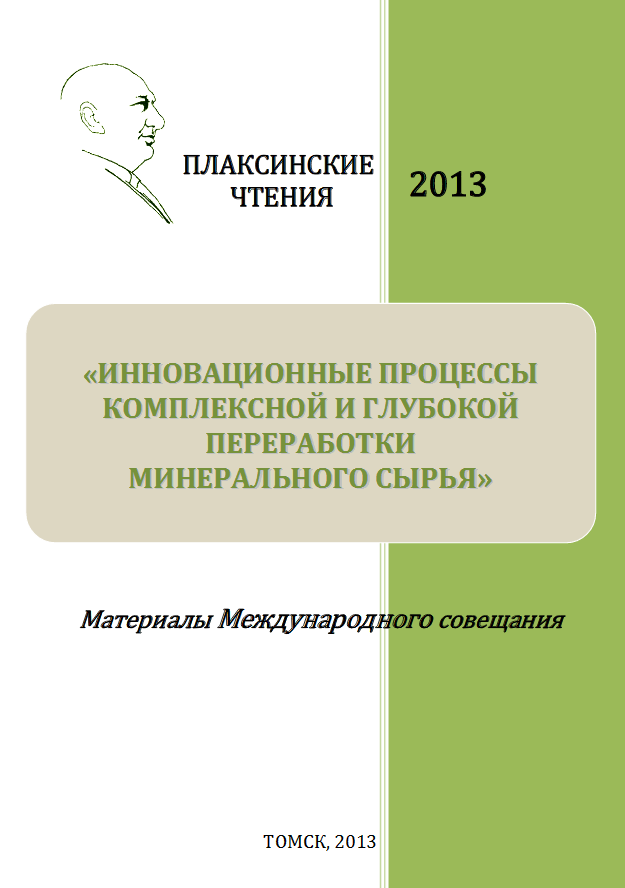 ПЛАКСИНСКИЕ
ЧТЕНИЯ
2013
«ИННОВАЦИОННЫЕ ПРОЦЕССЫ
КОМПЛЕКСНОЙ И ГЛУБОКОЙ
ПЕРЕРАБОТКИ
МИНЕРАЛЬНОГО СЫРЬЯ»
Материалы Международного совещания
ТОМСК, 2013